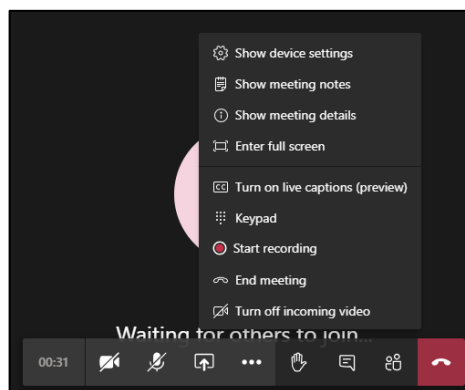 Show device settings
Show meeting notes
Show meeting details
Enter full screen
CC Turn on live captions (preview)
Keypad
Start recording
End meeting
Turn off incoming video
Waiting for others to join...
00:31